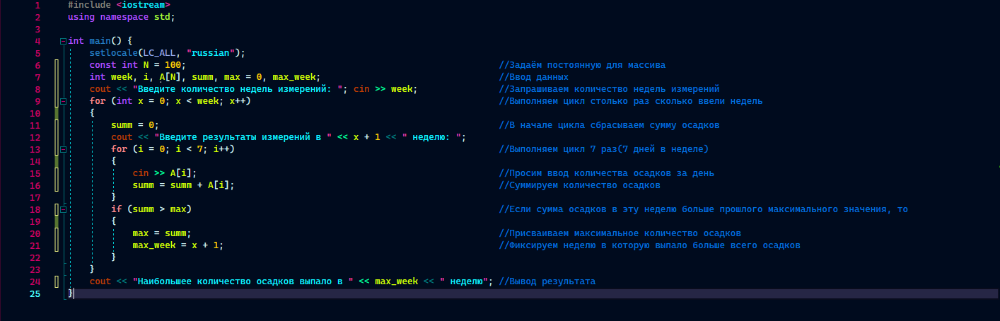 1 #include <iostream>
2 using namespace std;
3
4 int main() {
5 setlocale(LC_ALL, "russian");
6 const int N = 100; //Задаём постоянную для массива
7 int week, i, A[N], summ, max = 0, max_week; //Ввод данных
8 cout << "Введите количество недель измерений: "; cin >> week; //Запрашиваем количество недель измерений
9 for (int x = 0; x < week; x++) //Выполняем цикл столько раз сколько ввели недель
10 {
11 summ = 0; //В начале цикла сбрасываем сумму осадков
12 cout << "Введите результаты измерений в " << x + 1 << " неделю: ";
13 for (i = 0; i < 7; i++) //Выполняем цикл 7 раз(7 дней в неделе)
14 {
15 cin >> A[i]; //Просим ввод количества осадков за день
16 summ = summ + A[i]; //Суммируем количество осадков
17 }
18 if (summ > max) //Если сумма осадков в эту неделю больше прошлого максимального значения, то
19 {
20 max = summ; //Присваиваем максимальное количество осадков
21 max_week = x + 1; //Фиксируем неделю в которую выпало больше всего осадков
22 }
23 }
24 cout << "Наибольшее количество осадков выпало в " << max_week << " неделю"; //Вывод результата
25 }